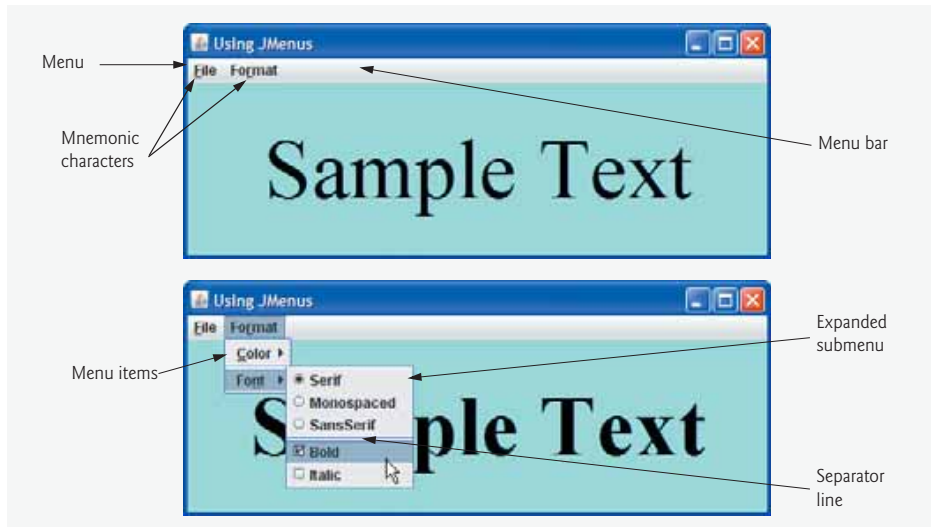 Using JMenus
Menu
File Format
Mnemonic
characters
Menu bar
Sample Text
Using JMenus
File Format
Expanded
submenu
Color
Menu items
Font
Serif
Monospaced
SansSerif
S ple Text
Bold
Italic
Separator
line